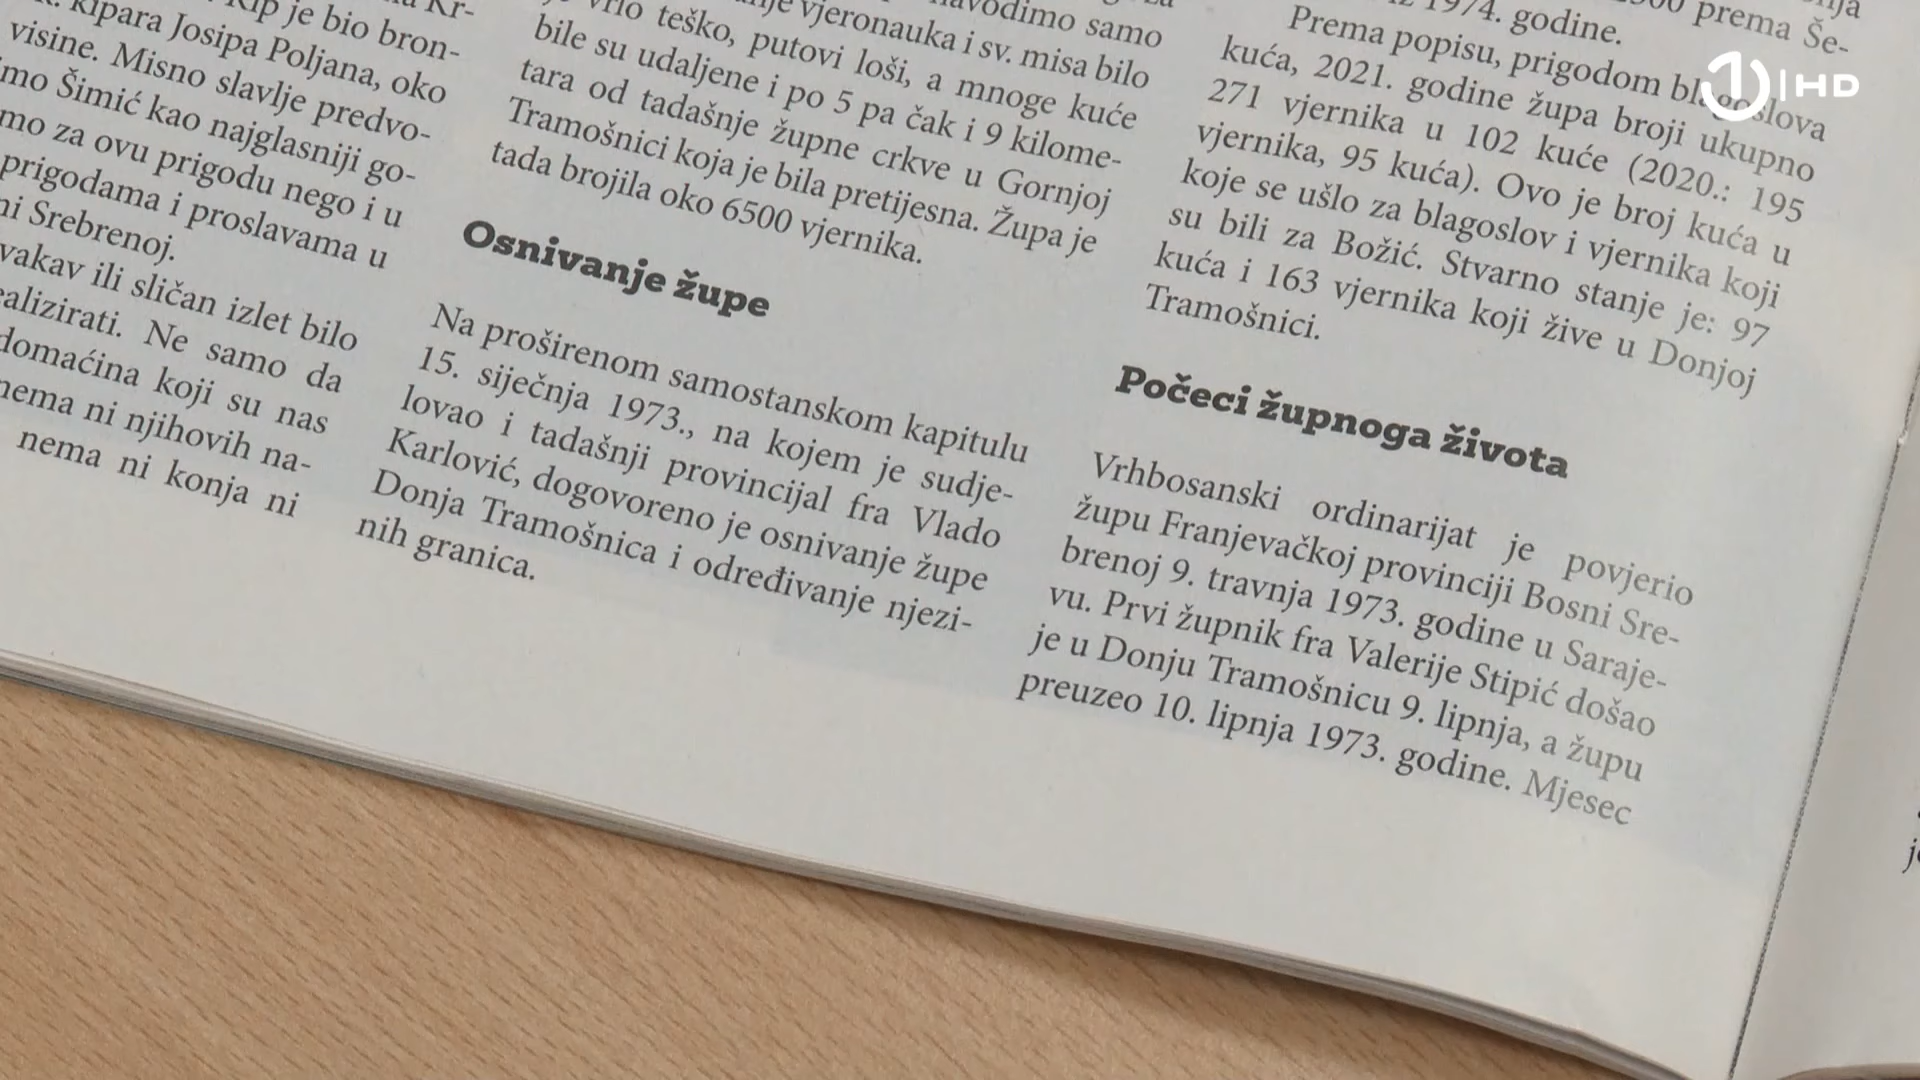 kipara Josipa Poljana, oko
visine. Misno slavlje predvo-
Šimić kao najglasniji go-
mo za ovu prigodu nego i u
prigodama i proslavama u
ni Srebrenoj.
vakav ili sličan izlet bilo
alizirati. Ne samo da
domaćina koji su nas
nema ni njihovih na-
nema ni konja ni
vjeronauka i sv. misa bilo
vrlo teško, putovi loši, a mnoge kuće
bile su udaljene i po 5 pa čak i 9 kilome-
tara od tadašnje župne crkve u Gornjoj
Tramošnici koja je bila pretijesna. Župa je
tada brojila oko 6500 vjernika.
Osnivanje župe
Na proširenom samostanskom kapitulu
15. siječnja 1973., na kojem je sudje-
lovao i tadašnji provincijal fra Vlado
Karlović, dogovoreno je osnivanje župe
Donja Tramošnica i određivanje njezi-
nih granica.
prema Še-
1974. godine.
Prema popisu, prigodom blagoslova
kuća, 2021. godine župa broji ukupno
271 vjernika u 102 kuće (2020.: 195
vjernika, 95 kuća). Ovo je broj kuća u
koje se ušlo za blagoslov i vjernika koji
su bili za Božić. Stvarno stanje je: 97
kuća i 163 vjernika koji žive u Donjoj
Tramošnici.
Počeci župnoga života
Vrhbosanski ordinarijat je povjerio
župu Franjevačkoj provinciji Bosni Sre-
brenoj 9. travnja 1973. godine u Saraje-
vu. Prvi župnik fra Valerije Stipić došao
je u Donju Tramošnicu 9. lipnja, a župu
preuzeo 10. lipnja 1973. godine. Mjesec
1 HD